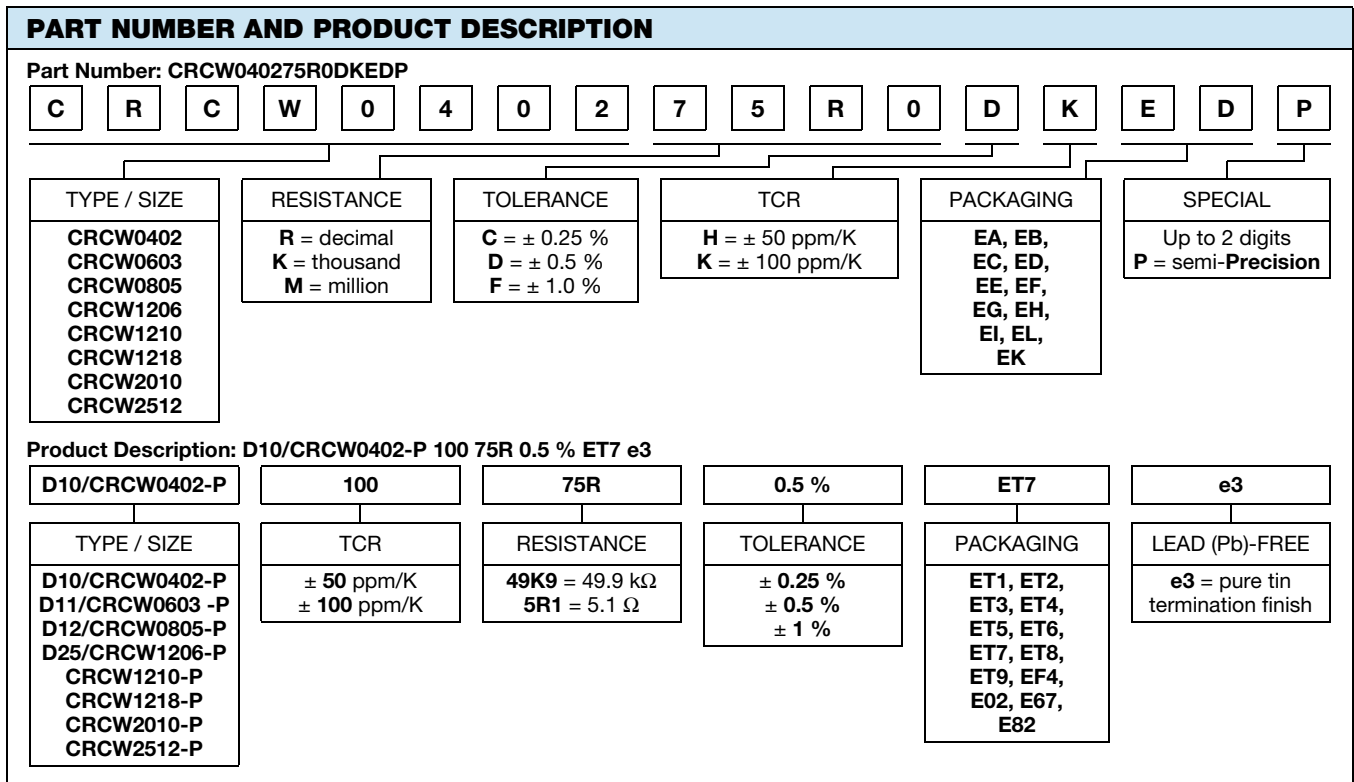 PART NUMBER AND PRODUCT DESCRIPTION
Part Number: CRCW040275R0DKEDP
C R C W 0 4 0 2 7 5 R 0 D K E D P
TYPE / SIZE
CRCW0402
CRCW0603
CRCW0805
CRCW1206
CRCW1210
CRCW1218
CRCW2010
CRCW2512
RESISTANCE
R = decimal
K = thousand
M = million
TOLERANCE
C = ± 0.25 %
D = ± 0.5 %
F = ± 1.0 %
TCR
H = ± 50 ppm/K
K = ± 100 ppm/K
PACKAGING
EA, EB,
EC, ED,
EE, EF,
EG, EH,
EI, EL,
EK
SPECIAL
Up to 2 digits
P = semi-Precision
Product Description: D10/CRCW0402-P 100 75R 0.5 % ET7 e3
D10/CRCW0402-P 100 75R 0.5 % ET7 e3
TYPE / SIZE
D10/CRCW0402-P
D11/CRCW0603 -P
D12/CRCW0805-P
D25/CRCW1206-P
CRCW1210-P
CRCW1218-P
CRCW2010-P
CRCW2512-P
TCR
± 50 ppm/K
± 100 ppm/K
RESISTANCE
49K9 = 49.9 kΩ
5R1 = 5.1 Ω
TOLERANCE
± 0.25 %
± 0.5 %
± 1 %
PACKAGING
ET1, ET2,
ET3, ET4,
ET5, ET6,
ET7, ET8,
ET9, EF4,
E02, E67,
E82
LEAD (Pb)-FREE
e3 = pure tin
termination finish